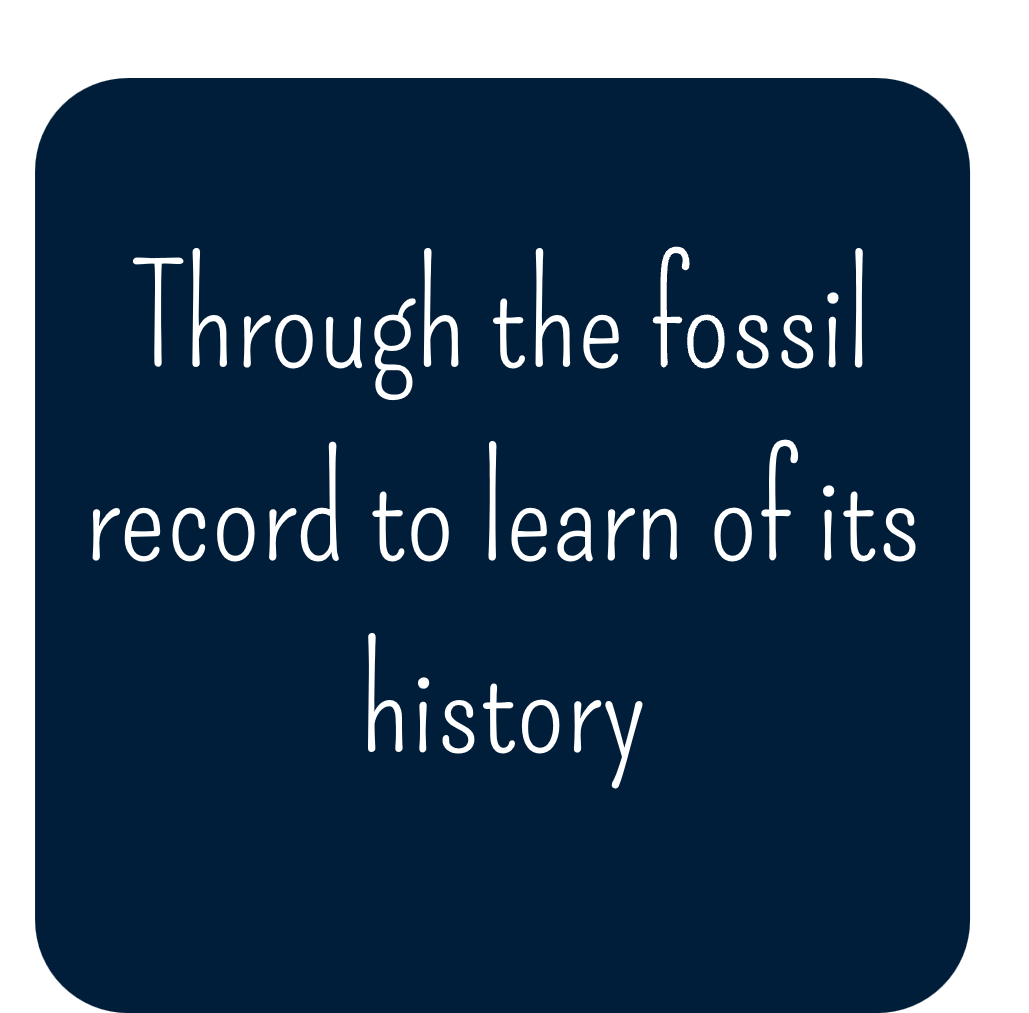 Through the fossil
record to learn of its
history